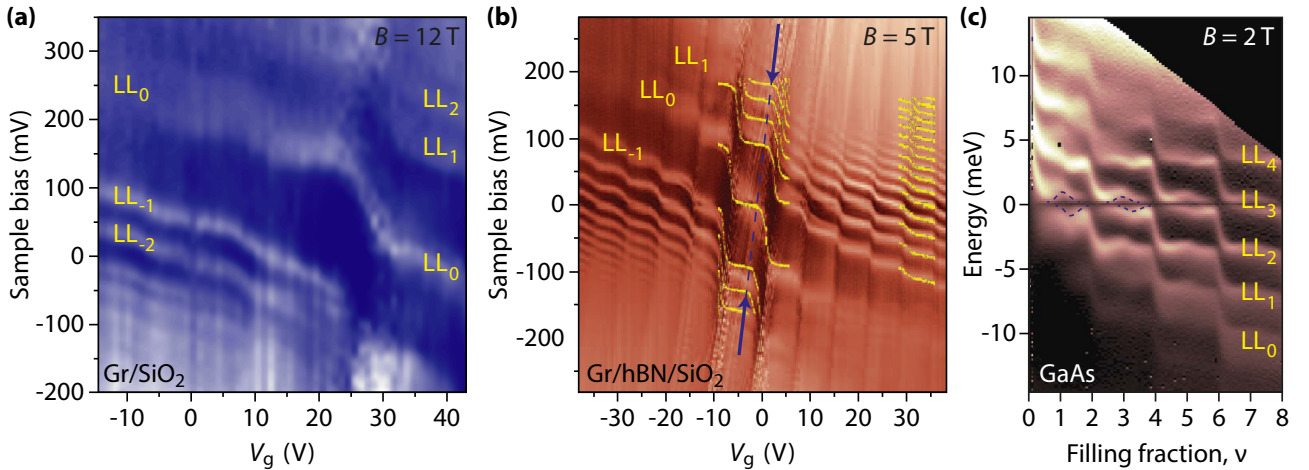 (a)
B = 12 T
300
200
100
0
-100
-200
Sample bias (mV)
LL0
LL-1
LL-2
LL2
LL1
LL0
Gr/SiO2
-10 0 10 20 30 40
Vg (V)
(b)
B = 5 T
200
100
0
-100
-200
Sample bias (mV)
LL1
LL0
LL-1
Gr/hBN/SiO2
-30 -20 -10 0 10 20 30
Vg (V)
(c)
B = 2 T
10
5
0
-5
-10
Energy (meV)
LL4
LL3
LL2
LL1
LL0
GaAs
0 1 2 3 4 5 6 7 8
Filling fraction, ν